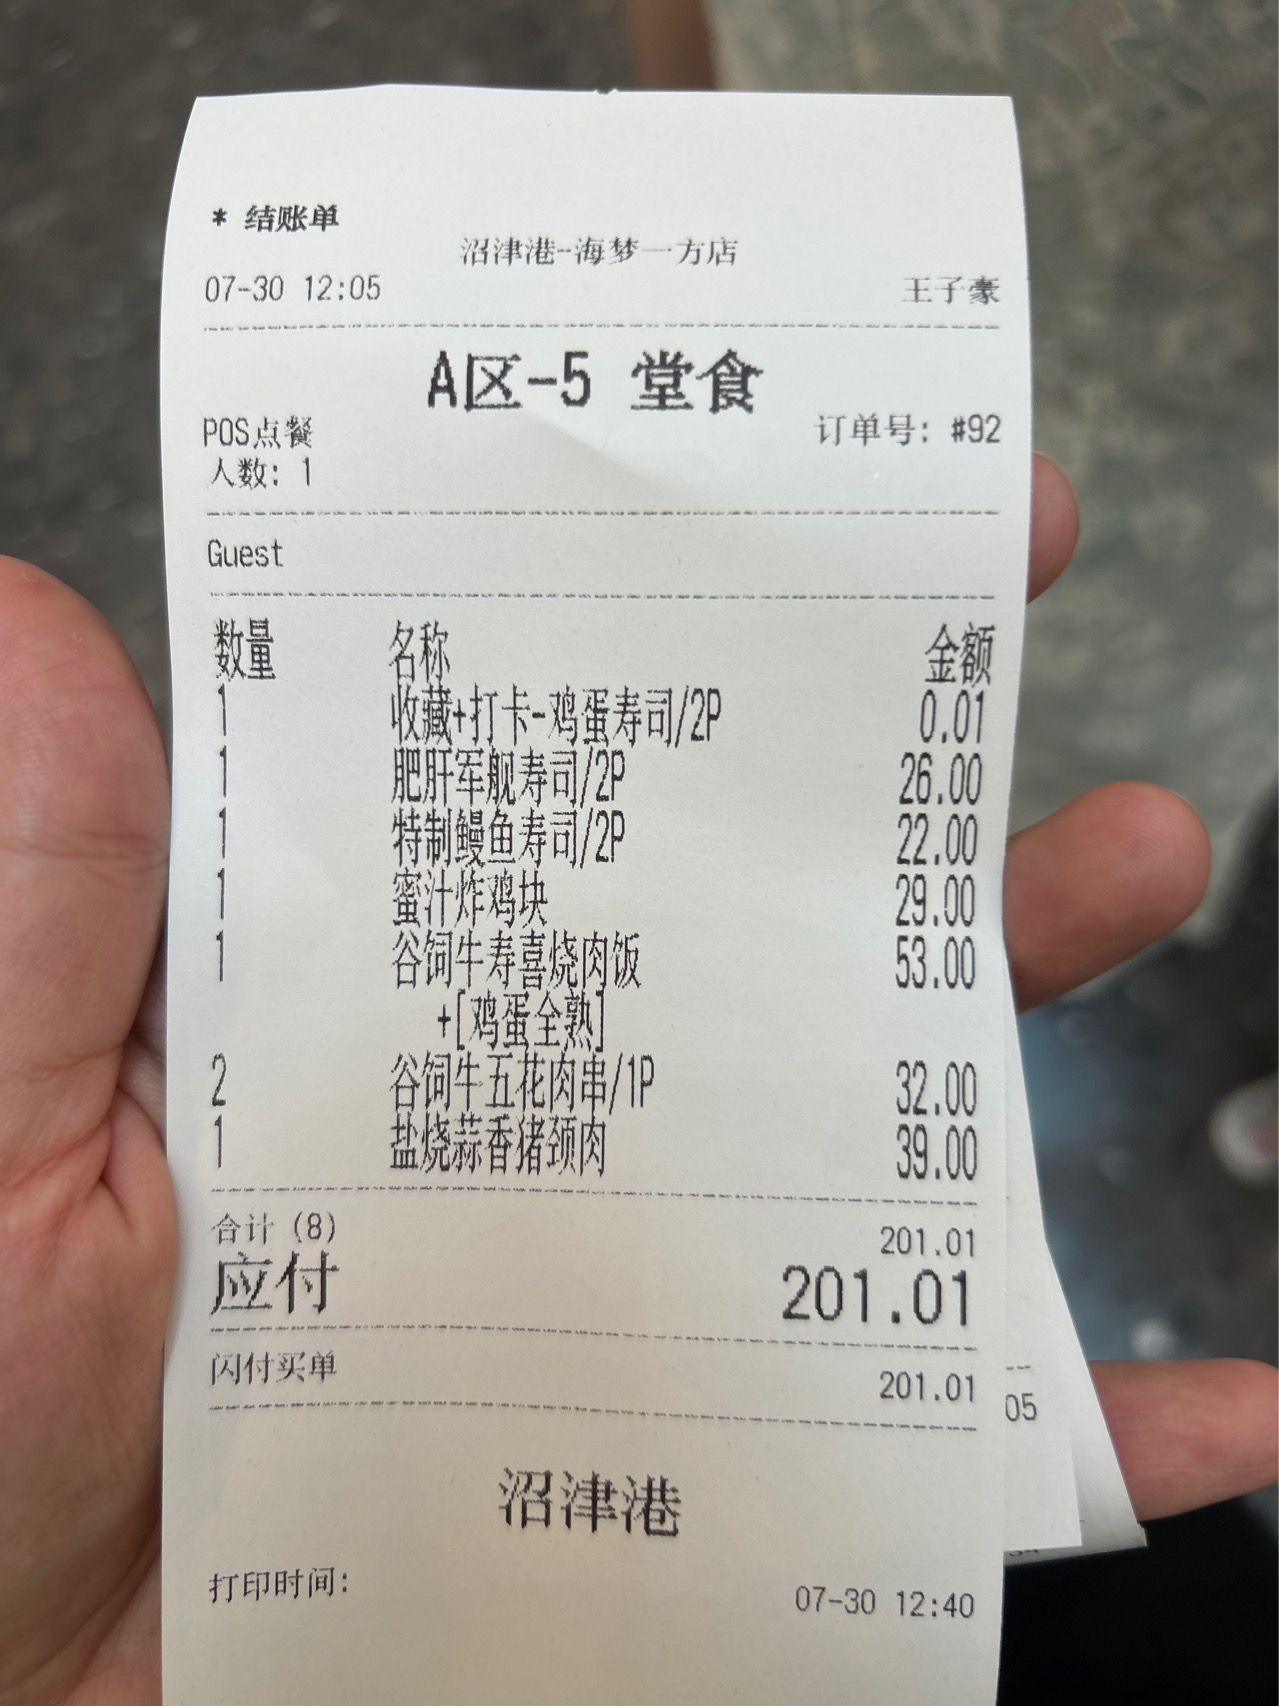 * 结账单
沼津港-海梦一方店
07-30 12:05 王子豪
A区-5 堂食
POS点餐 订单号: #92
人数: 1
Guest
数量 名称 金额
1 收藏+打卡-鸡蛋寿司/2P 0.01
1 肥肝军舰寿司/2P 26.00
1 特制鳗鱼寿司/2P 22.00
1 蜜汁炸鸡块 29.00
1 谷饲牛寿喜烧肉饭 53.00
+[鸡蛋全熟]
2 谷饲牛五花肉串/1P 32.00
1 盐烧蒜香猪颈肉 39.00
合计 (8) 201.01
应付 201.01
闪付买单 201.01
05
沼津港
打印时间: 07-30 12:40